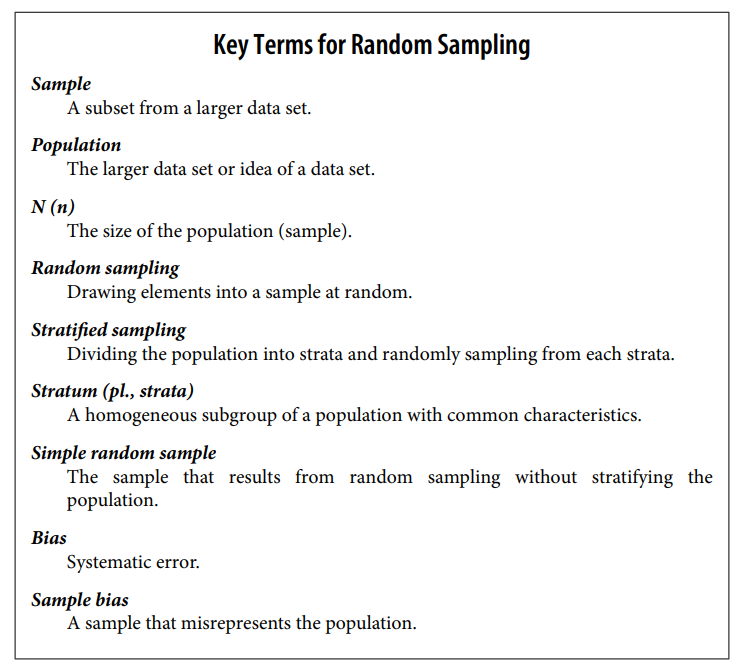 Key Terms for Random Sampling
Sample
A subset from a larger data set.
Population
The larger data set or idea of a data set.
N (n)
The size of the population (sample).
Random sampling
Drawing elements into a sample at random.
Stratified sampling
Dividing the population into strata and randomly sampling from each strata.
Stratum (pl., strata)
A homogeneous subgroup of a population with common characteristics.
Simple random sample
The sample that results from random sampling without stratifying the
population.
Bias
Systematic error.
Sample bias
A sample that misrepresents the population.